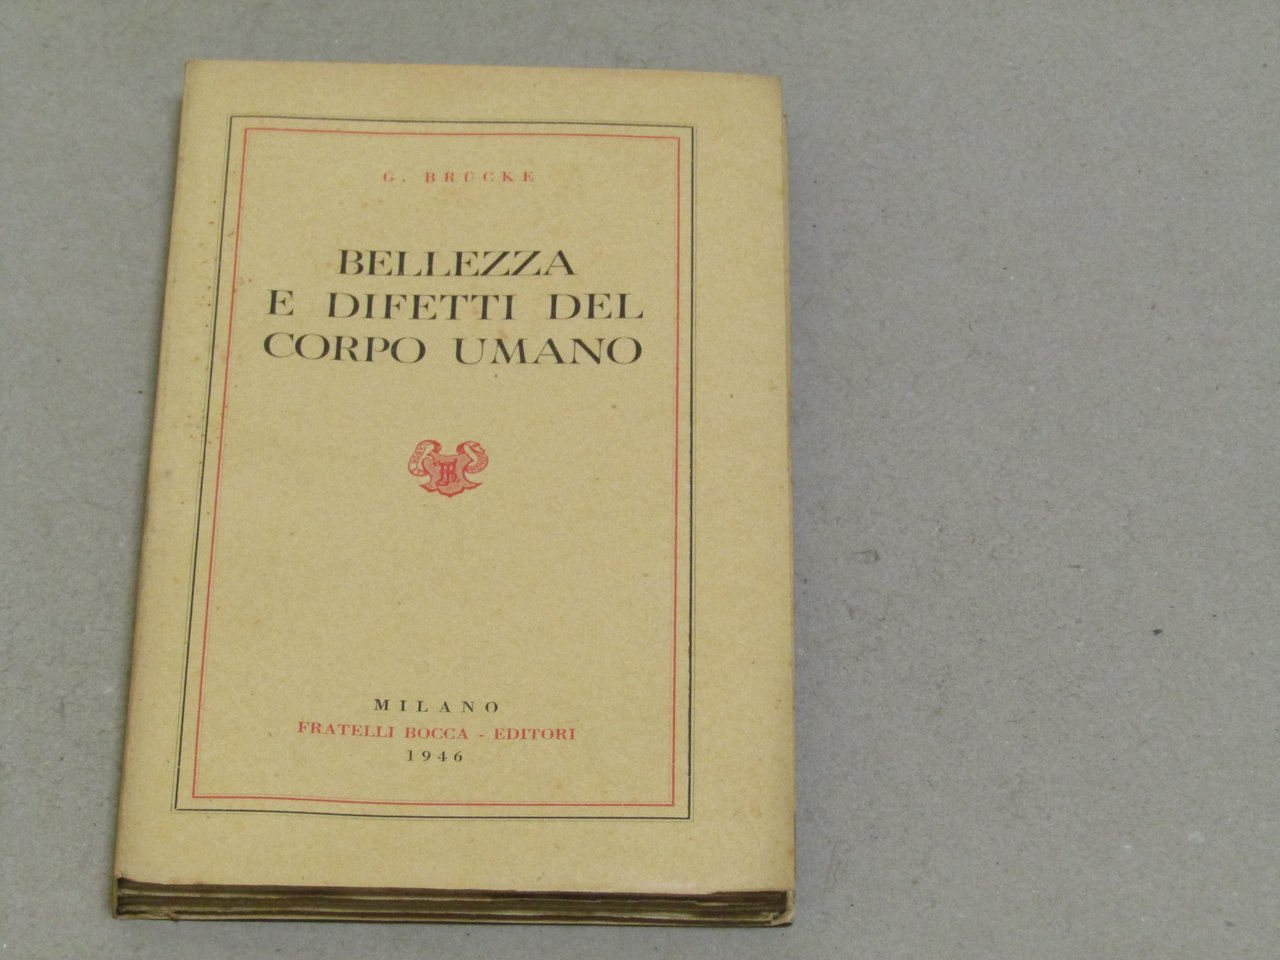 G. BRÜCKE
BELLEZZA
E DIFETTI DEL
CORPO UMANO
MILANO
FRATELLI BOCCA - EDITORI
1946